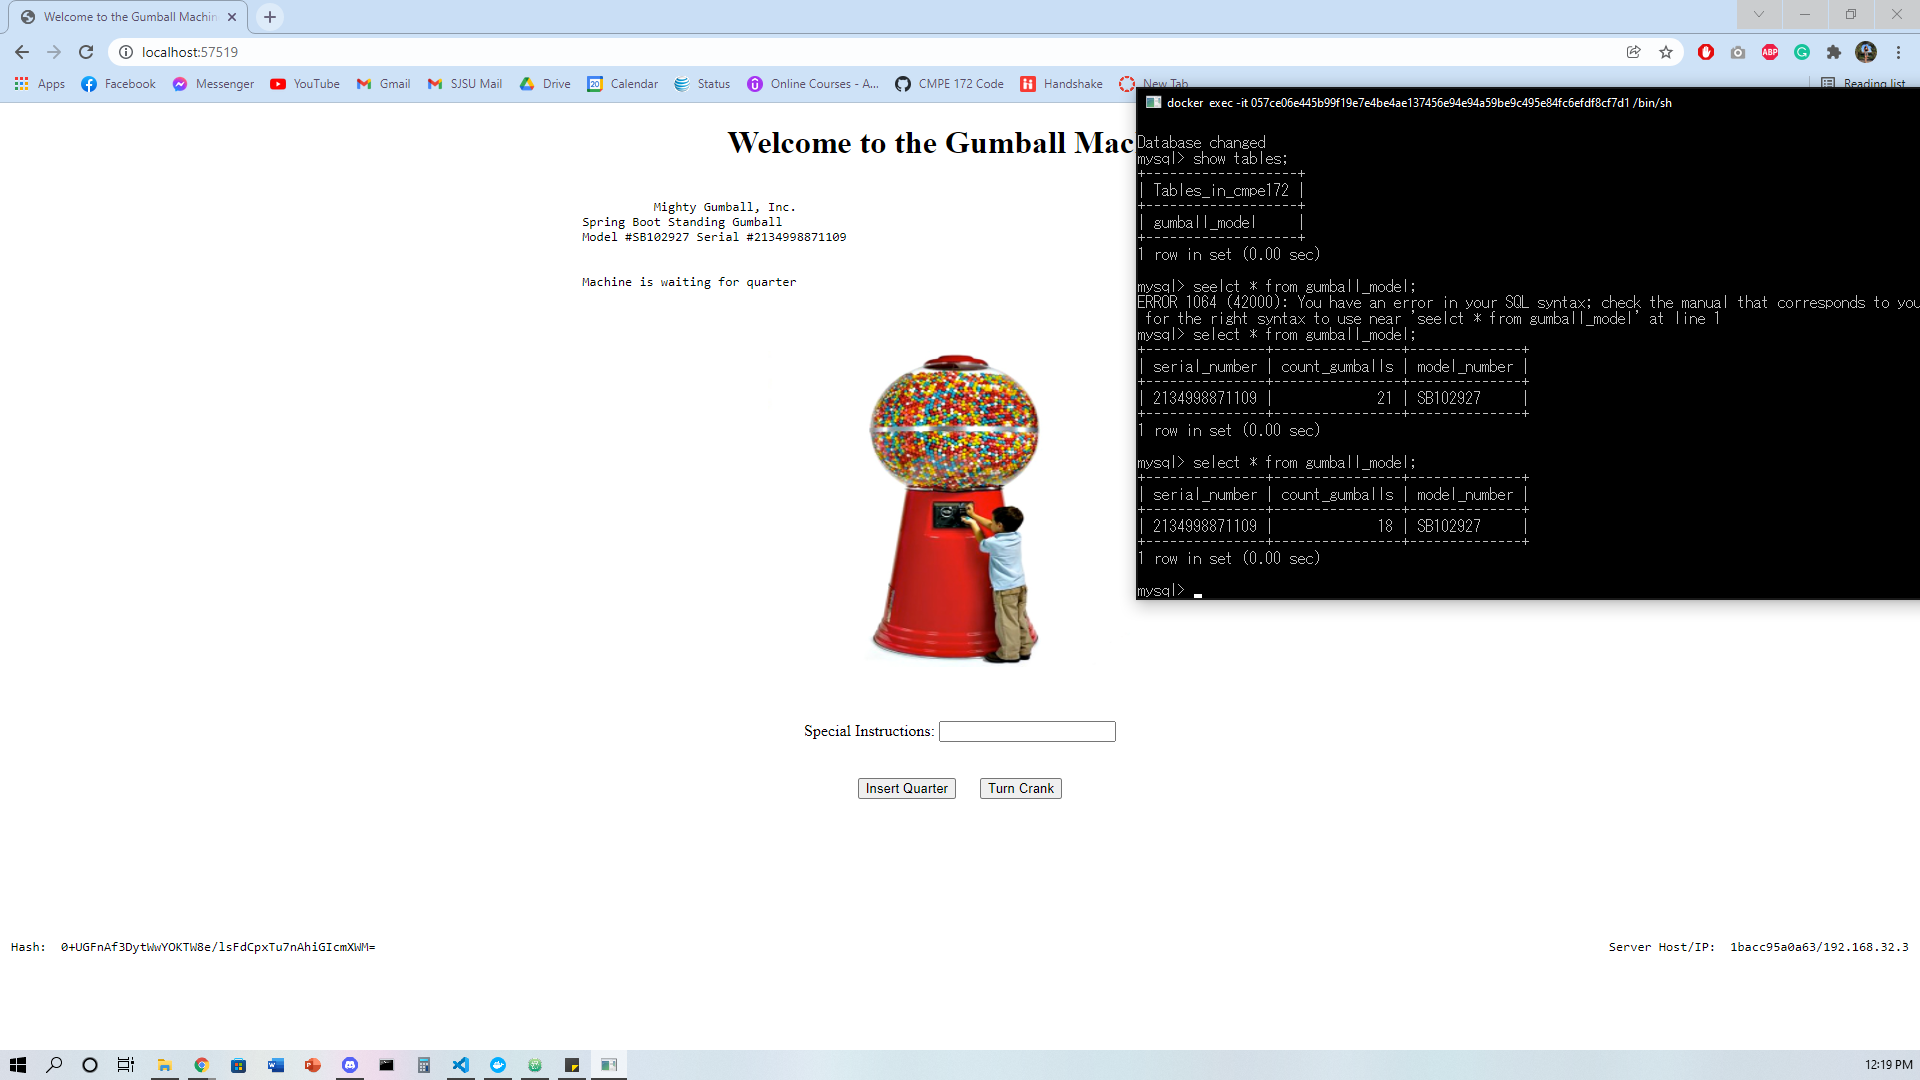 Welcome to the Gumball Machin
localhost:57519
Apps Facebook Messenger YouTube Gmail SJSU Mail Drive Calendar Status Online Courses - A... CMPE 172 Code Handshake New Tab Reading list
Welcome to the Gumball Mac
Mighty Gumball, Inc.
Spring Boot Standing Gumball
Model #SB102927 Serial #2134998871109
Machine is waiting for quarter
docker exec -it 057ce06e445b99f19e7e4be4ae137456e94e94a59be9c495e84fc6efdf8cf7d1 /bin/sh
Database changed
mysql> show tables;
+-------------------+
| Tables_in_cmpe172 |
+-------------------+
| gumball_model     |
+-------------------+
1 row in set (0.00 sec)
mysql> seelct * from gumball_model;
ERROR 1064 (42000): You have an error in your SQL syntax; check the manual that corresponds to you
for the right syntax to use near 'seelct * from gumball_model' at line 1
mysql> select * from gumball_model;
+---------------+----------------+--------------+
| serial_number | count_gumballs | model_number |
+---------------+----------------+--------------+
| 2134998871109 |             21 | SB102927     |
+---------------+----------------+--------------+
1 row in set (0.00 sec)
mysql> select * from gumball_model;
+---------------+----------------+--------------+
| serial_number | count_gumballs | model_number |
+---------------+----------------+--------------+
| 2134998871109 |             18 | SB102927     |
+---------------+----------------+--------------+
1 row in set (0.00 sec)
mysql>
Special Instructions:
Insert Quarter Turn Crank
Hash: 0+UGFnAf3DytWwYOKTW8e/lsFdCpxTu7nAhiGIcmXWM=
Server Host/IP: 1bacc95a0a63/192.168.32.3
12:19 PM